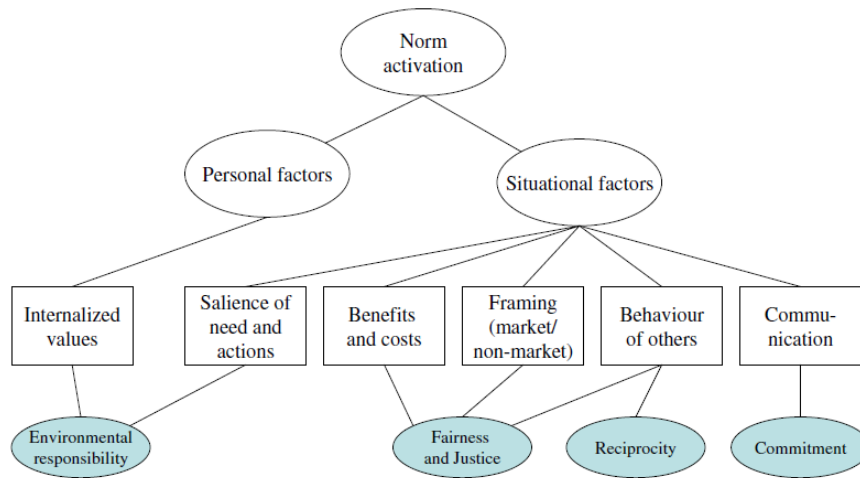 Norm
activation
Personal factors
Situational factors
Internalized
values
Salience of
need and
actions
Benefits
and costs
Framing
(market/
non-market)
Behaviour
of others
Commu-
nication
Environmental
responsibility
Fairness
and Justice
Reciprocity
Commitment